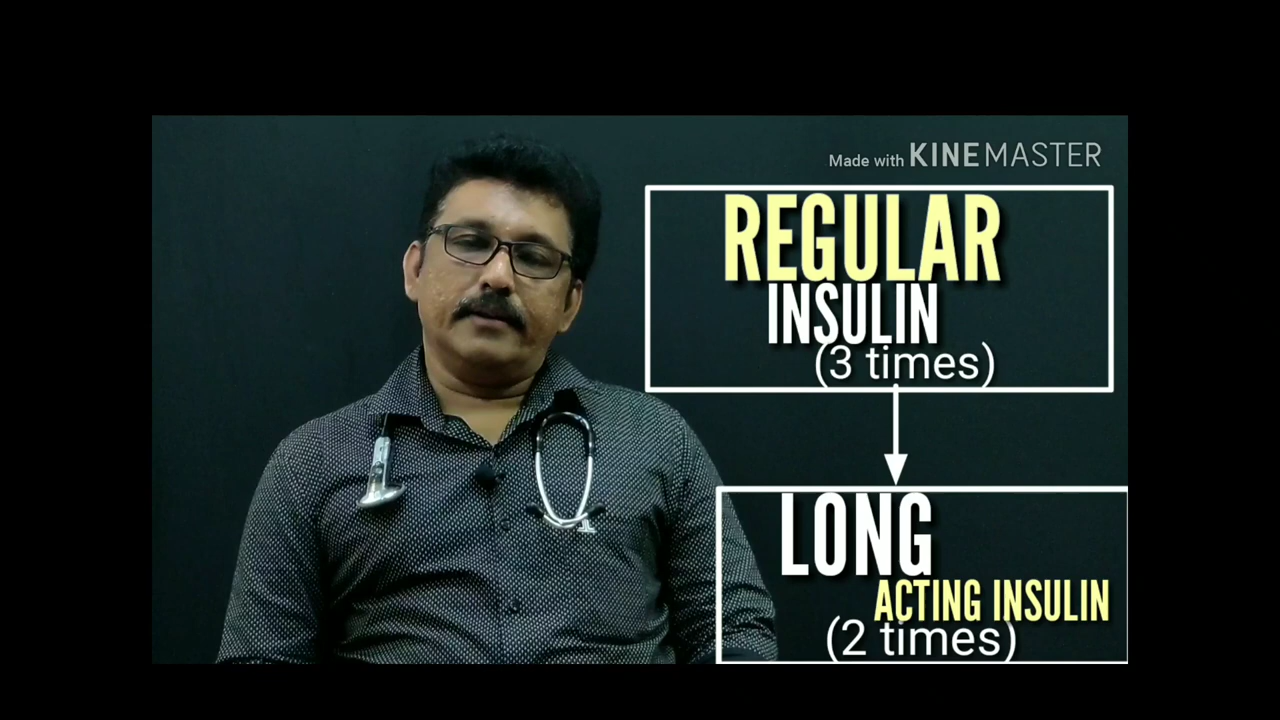 Made with KINEMASTER
REGULAR
INSULIN
(3 times)
LONG
ACTING INSULIN
(2 times)